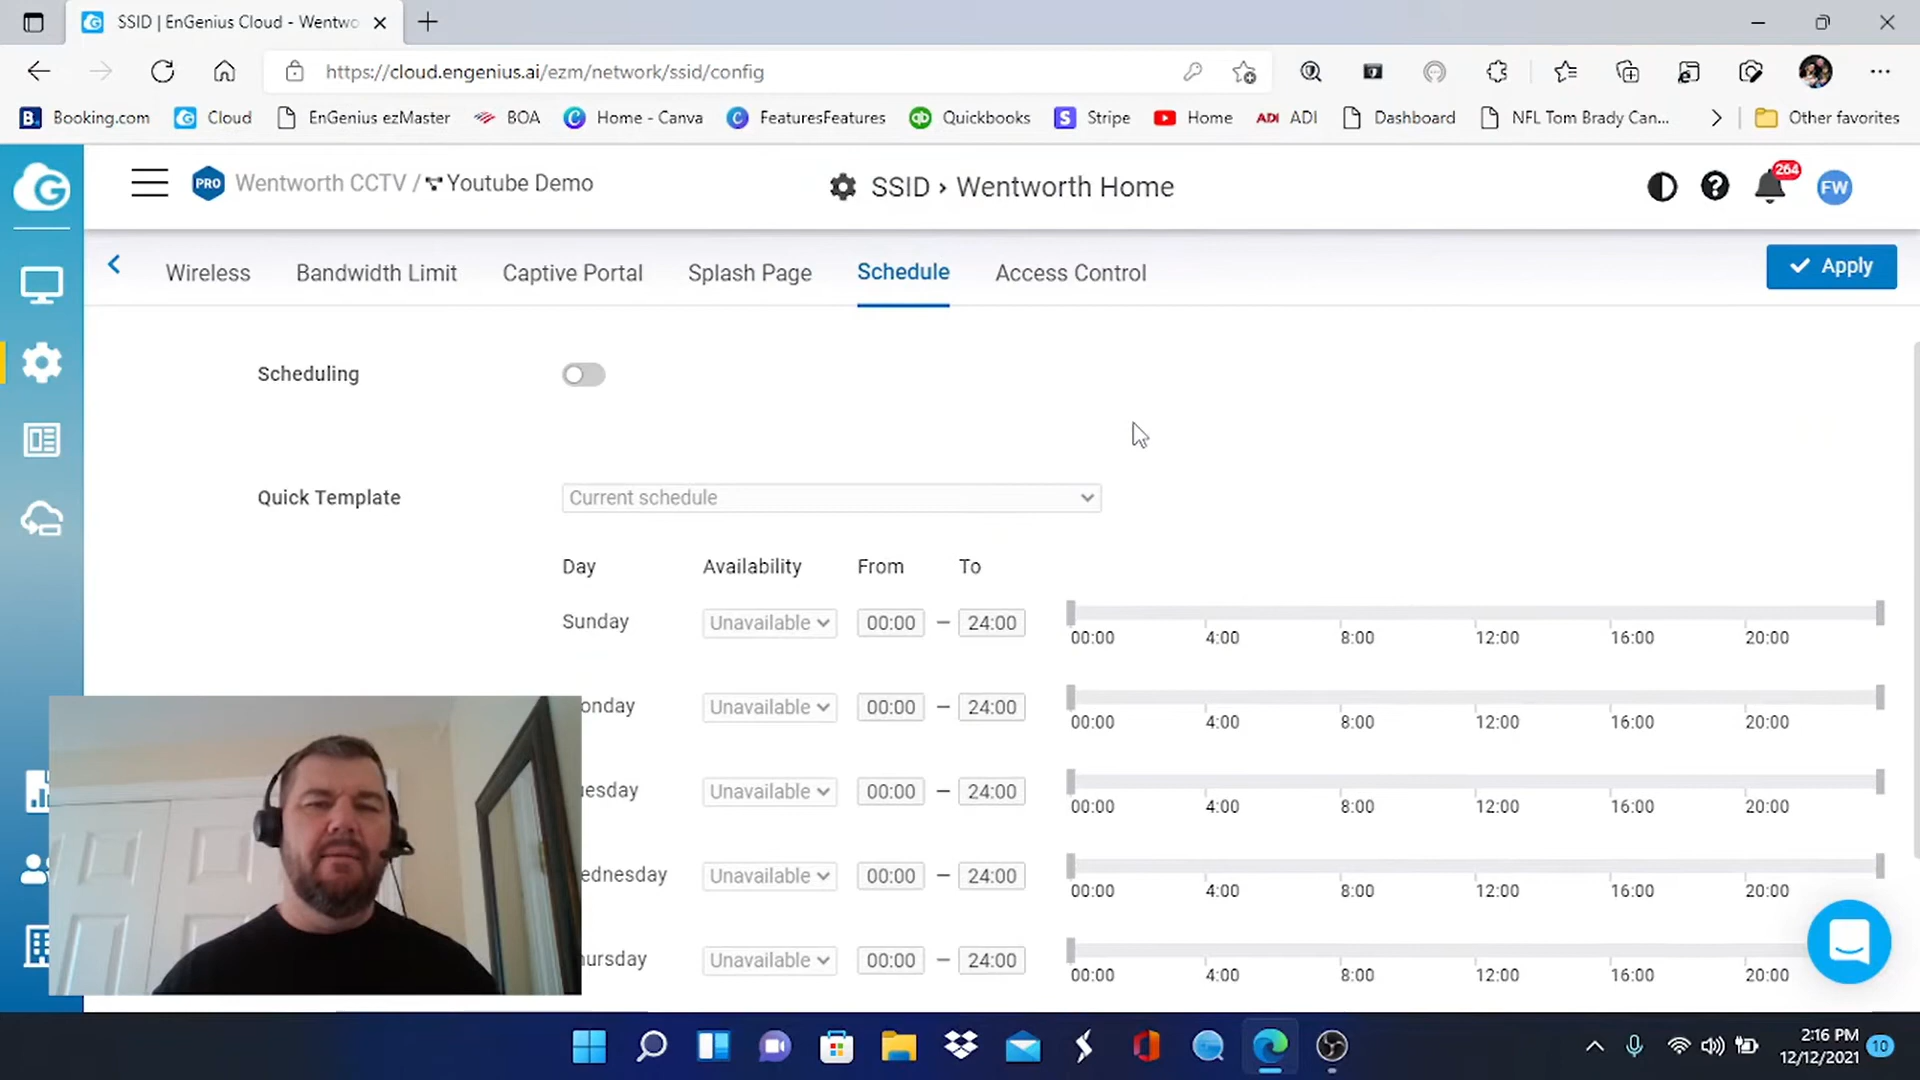 SSID | EnGenius Cloud - Wentwo
https://cloud.engenius.ai/ezm/network/ssid/config
B. Booking.com Cloud EnGenius ezMaster BOA C Home - Canva C FeaturesFeatures qb Quickbooks S Stripe Home ADI ADI Dashboard NFL Tom Brady Can... Other favorites
PRO Wentworth CCTV / Youtube Demo SSID › Wentworth Home 264 FW
Wireless Bandwidth Limit Captive Portal Splash Page Schedule Access Control Apply
Scheduling
Quick Template Current schedule
Day Availability From To
Sunday Unavailable 00:00 – 24:00
00:00 4:00 8:00 12:00 16:00 20:00
onday Unavailable 00:00 – 24:00
00:00 4:00 8:00 12:00 16:00 20:00
uesday Unavailable 00:00 – 24:00
00:00 4:00 8:00 12:00 16:00 20:00
ednesday Unavailable 00:00 – 24:00
00:00 4:00 8:00 12:00 16:00 20:00
hursday Unavailable 00:00 – 24:00
00:00 4:00 8:00 12:00 16:00 20:00
2:16 PM
12/12/2021 10